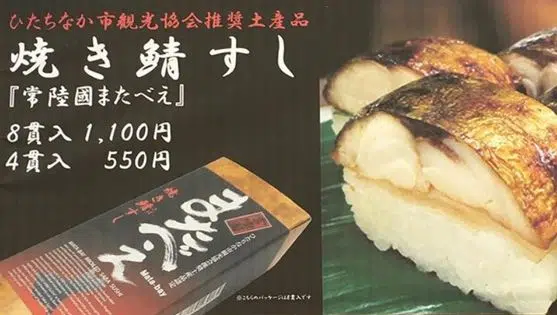 ひたちなか市観光協会推奨土産品
焼き鯖すし
『常陸國またべえ』
8貫入 1,100円
4貫入 550円
焼き鯖すし
またべえ
Mata-bay
※こちらのパッケージは8貫入です